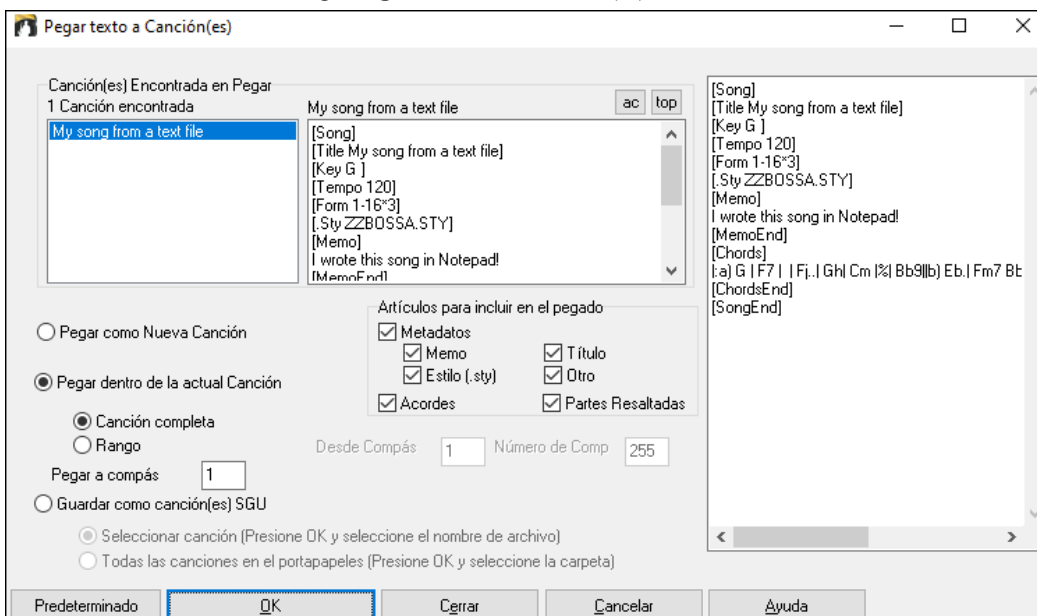 Pegar texto a Canción(es)
Canción(es) Encontrada en Pegar
1 Canción encontrada
My song from a text file
ac
top
My song from a text file
[Song]
[Title My song from a text file]
[Key G ]
[Tempo 120]
[Form 1-16*3]
[.Sty ZZBOSSA.STY]
[Memo]
I wrote this song in Notepad!
[MemoEnd]
[Song]
[Title My song from a text file]
[Key G ]
[Tempo 120]
[Form 1-16*3]
[.Sty ZZBOSSA.STY]
[Memo]
I wrote this song in Notepad!
[MemoEnd]
[Chords]
|:a) G | F7 | | Fj..| Gh| Cm |%| Bb9||b) Eb.| Fm7
[ChordsEnd]
[SongEnd]
Pegar como Nueva Canción
Pegar dentro de la actual Canción
Canción completa
Rango
Pegar a compás 1
Artículos para incluir en el pegado
Metadatos
Memo
Título
Estilo (.sty)
Otro
Acordes
Partes Resaltadas
Desde Compás 1 Número de Comp 255
Guardar como canción(es) SGU
Seleccionar canción (Presione OK y seleccione el nombre de archivo)
Todas las canciones en el portapapeles (Presione OK y seleccione la carpeta)
Predeterminado
OK
Cerrar
Cancelar
Ayuda